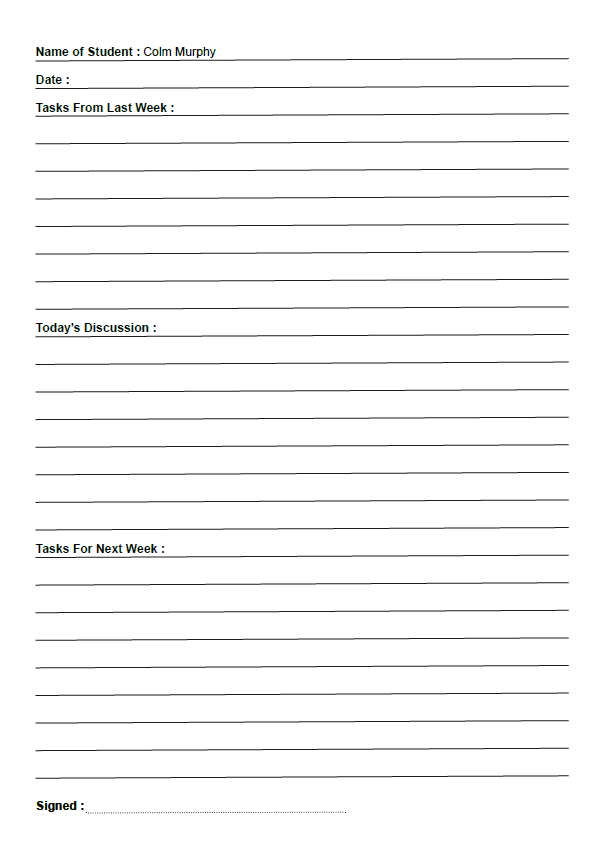 Name of Student : Colm Murphy
Date :
Tasks From Last Week :
Today’s Discussion :
Tasks For Next Week :
Signed :